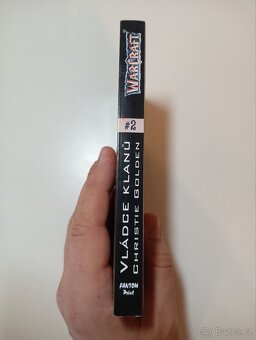 WARCRAFT
#2
VLÁDCE KLANŮ
CHRISTIE GOLDEN
FANTOM
Print